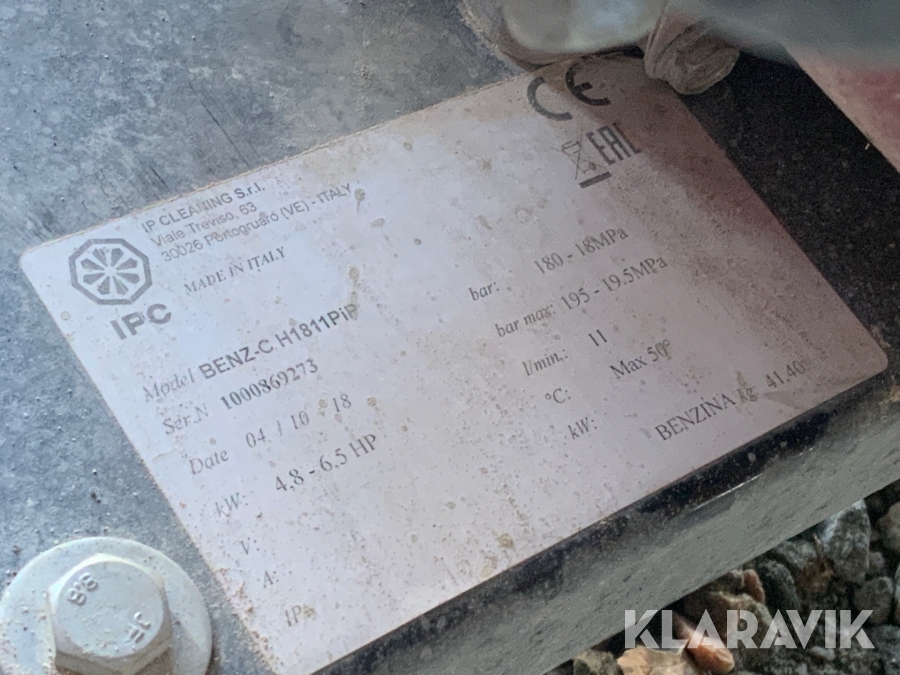 IP CLEANING S.r.l.
Viale Treviso, 63
30026 Portogruaro (VE) - ITALY
MADE IN ITALY
IPC
CE
EAC
Model BENZ-C H1811PiP
Ser.N 1000869273
Date 04 / 10 - 18
kW: 4,8 - 6,5 HP
V:
A:
IP:
bar: 180 - 18MPa
bar max: 195 - 19.5MPa
l/min.: 11
°C: Max 50°
kW: BENZINA kg 41.40
8.8
JF
KLARAVIK